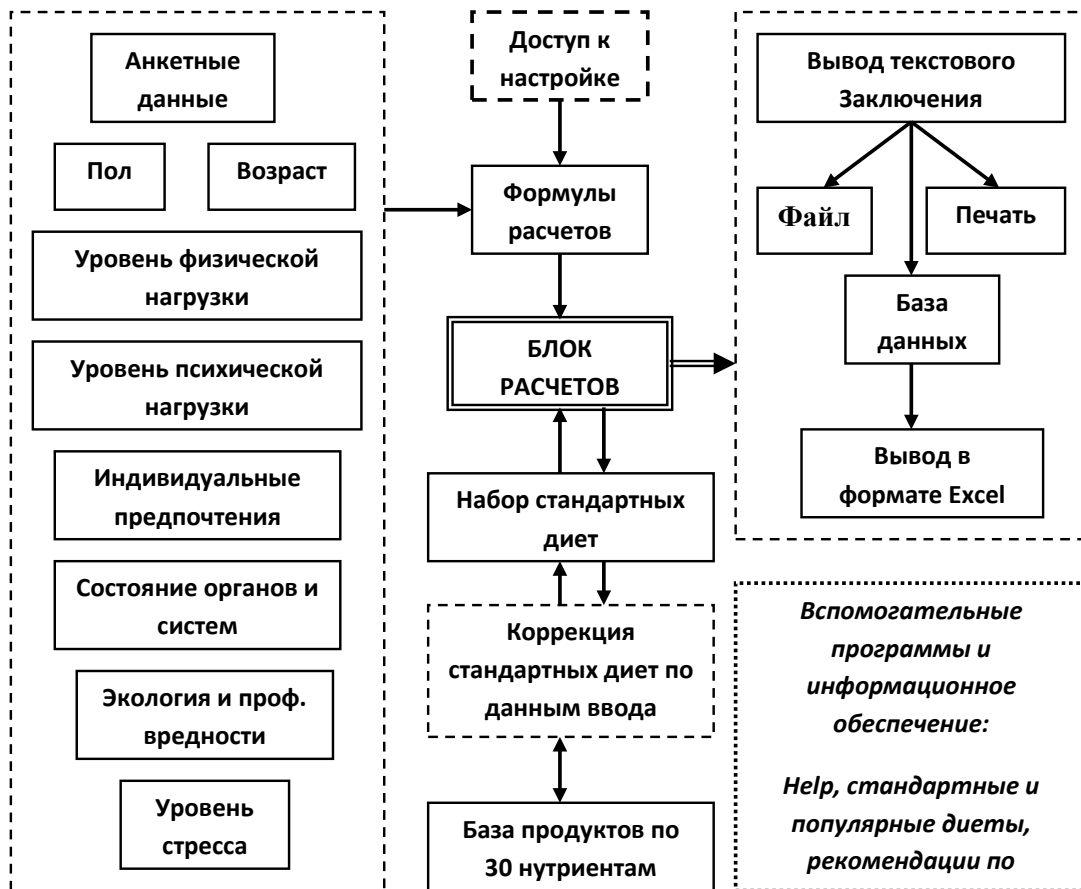 Анкетные
данные
Пол
Возраст
Уровень физической
нагрузки
Уровень психической
нагрузки
Индивидуальные
предпочтения
Состояние органов и
систем
Экология и проф.
вредности
Уровень
стресса
Доступ к
настройке
Формулы
расчетов
БЛОК
РАСЧЕТОВ
Набор стандартных
диет
Коррекция
стандартных диет по
данным ввода
База продуктов по
30 нутриентам
Вывод текстового
Заключения
Файл
Печать
База
данных
Вывод в
формате Excel
Вспомогательные
программы и
информационное
обеспечение:
Help, стандартные и
популярные диеты,
рекомендации по